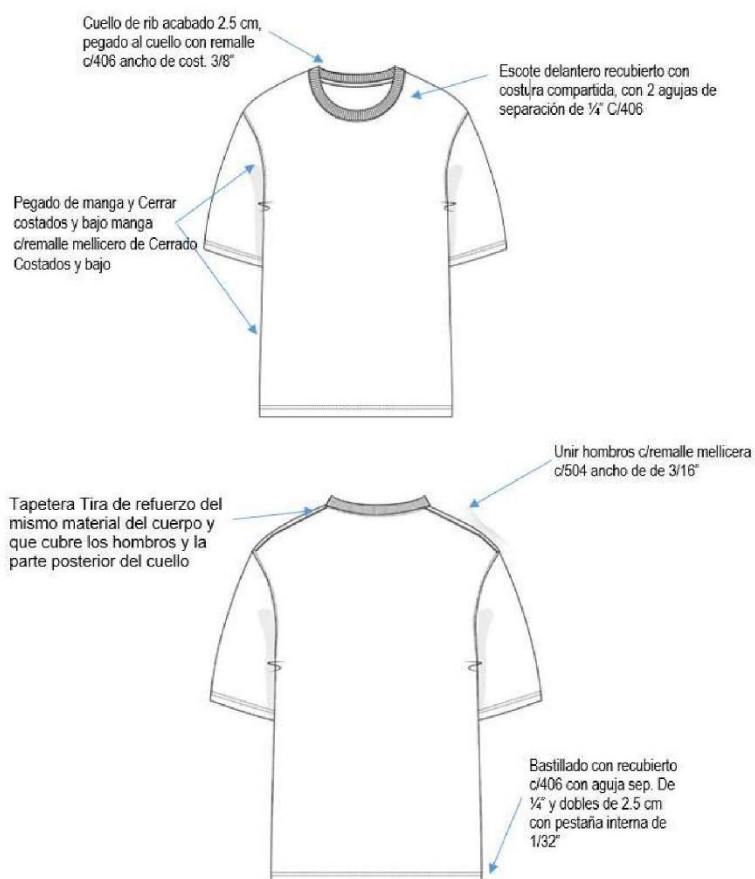 Cuello de rib acabado 2.5 cm,
pegado al cuello con remalle
c/406 ancho de cost. 3/8"
Escote delantero recubierto con
costura compartida, con 2 agujas de
separación de ¼" C/406
Pegado de manga y Cerrar
costados y bajo manga
c/remalle mellicero de Cerrado
Costados y bajo
Unir hombros c/remalle mellicera
c/504 ancho de de 3/16"
Tapetera Tira de refuerzo del
mismo material del cuerpo y
que cubre los hombros y la
parte posterior del cuello
Bastillado con recubierto
c/406 con aguja sep. De
¼" y dobles de 2.5 cm
con pestaña interna de
1/32"